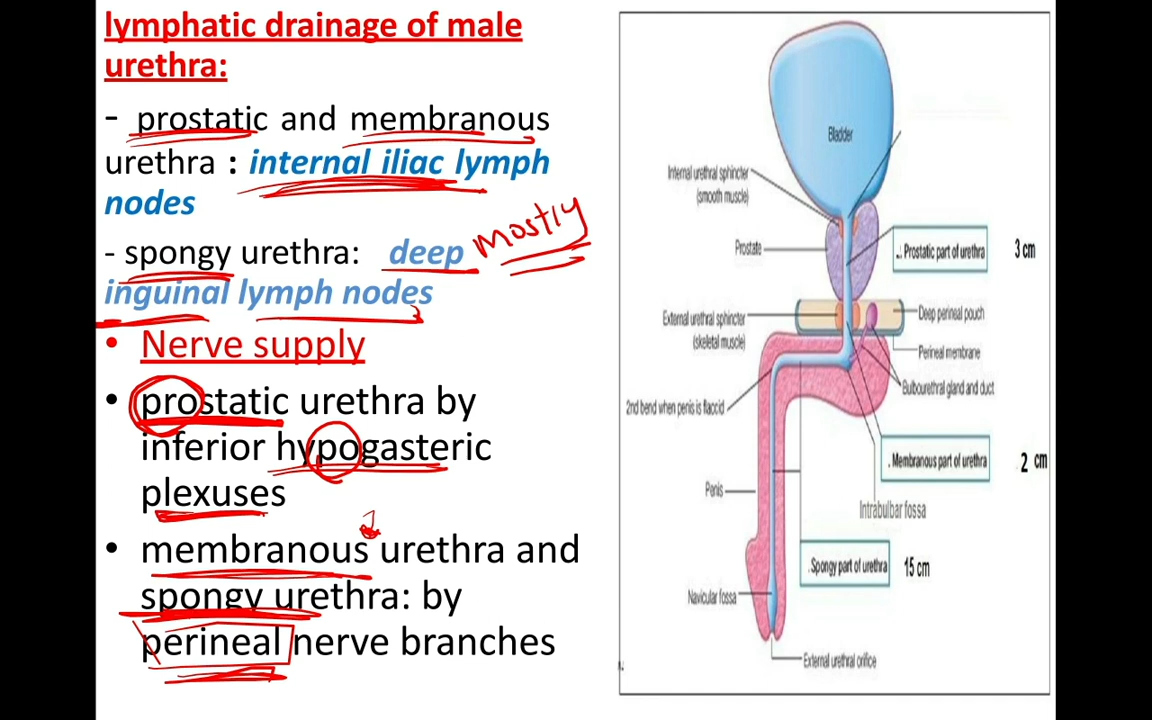 lymphatic drainage of male
urethra:
- prostatic and membranous
urethra : internal iliac lymph
nodes
- spongy urethra: deep mostly
inguinal lymph nodes
• Nerve supply
• prostatic urethra by
inferior hypogasteric
plexuses
• membranous urethra and
spongy urethra: by
perineal nerve branches
Bladder
Internal urethral sphincter
(smooth muscle)
Prostate
. Prostatic part of urethra
3 cm
External urethral sphincter
(skeletal muscle)
Deep perineal pouch
Perineal membrane
Bulbourethral gland and duct
2nd bend when penis is flaccid
. Membranous part of urethra
2 cm
Penis
Intrabulbar fossa
. Spongy part of urethra
15 cm
Navicular fossa
External urethral orifice